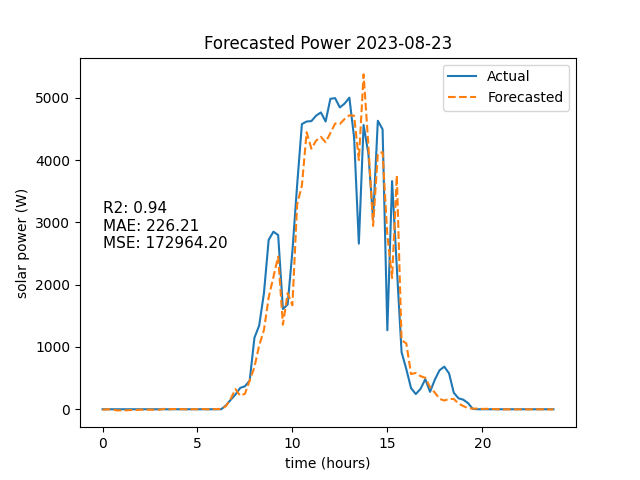 Forecasted Power 2023-08-23
Actual
Forecasted
R2: 0.94
MAE: 226.21
MSE: 172964.20
solar power (W)
5000
4000
3000
2000
1000
0
0 5 10 15 20
time (hours)